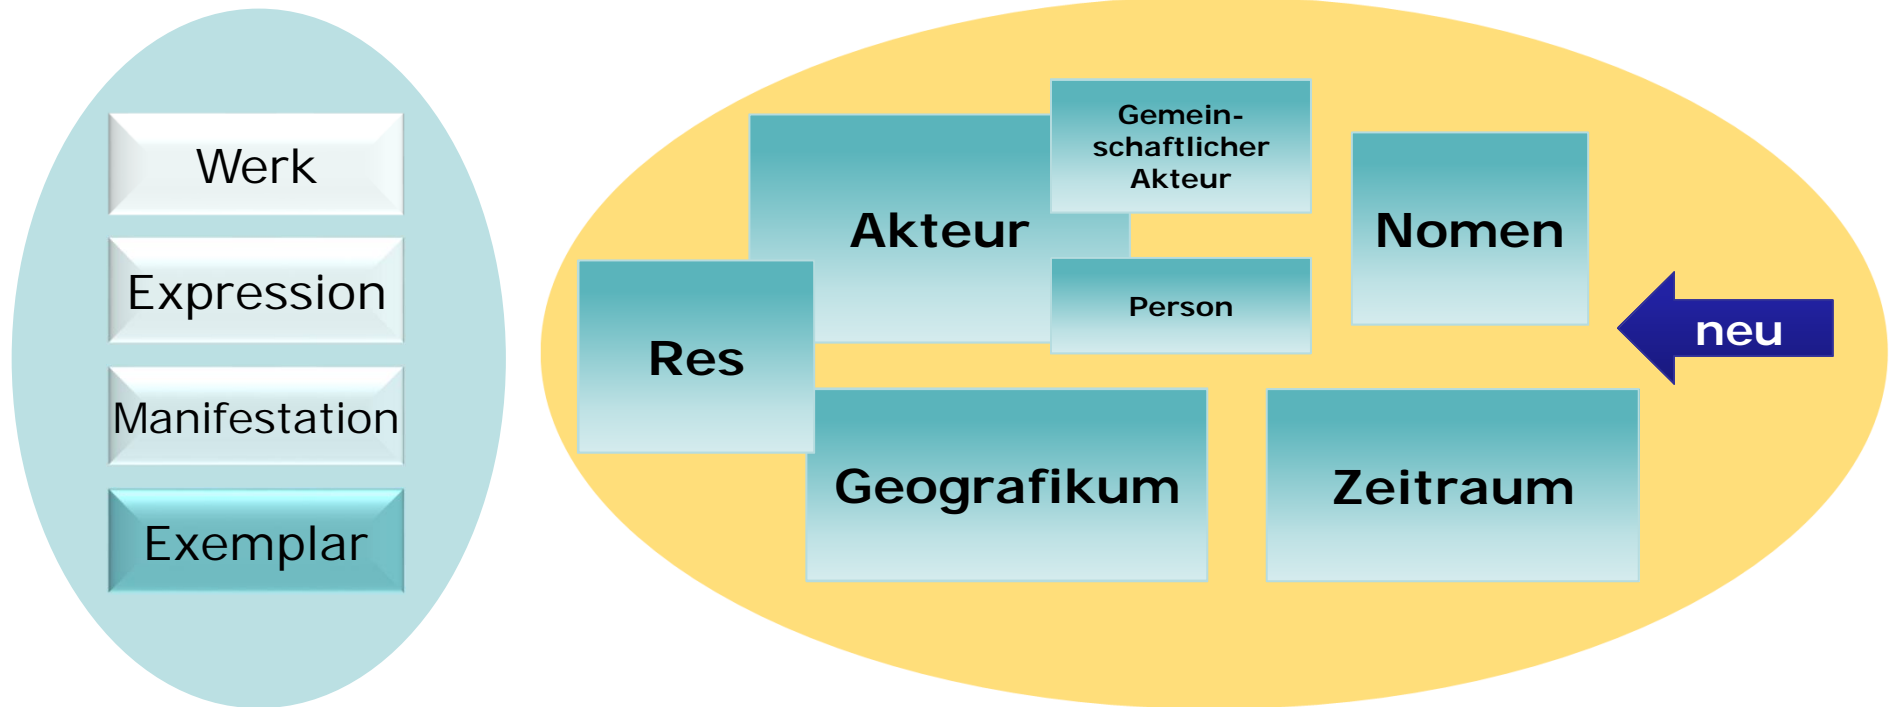 Werk
Expression
Manifestation
Exemplar
Gemein-
schaftlicher
Akteur
Akteur
Nomen
Person
neu
Res
Geografikum
Zeitraum